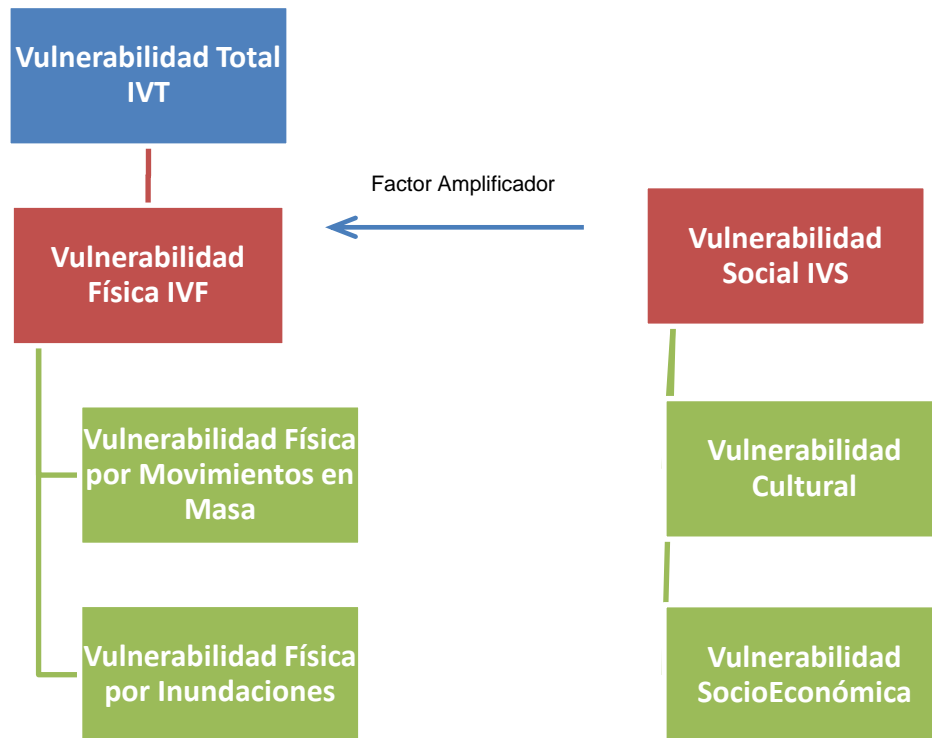 Vulnerabilidad Total
IVT
Factor Amplificador
Vulnerabilidad
Física IVF
Vulnerabilidad
Social IVS
Vulnerabilidad Física
por Movimientos en
Masa
Vulnerabilidad
Cultural
Vulnerabilidad Física
por Inundaciones
Vulnerabilidad
SocioEconómica